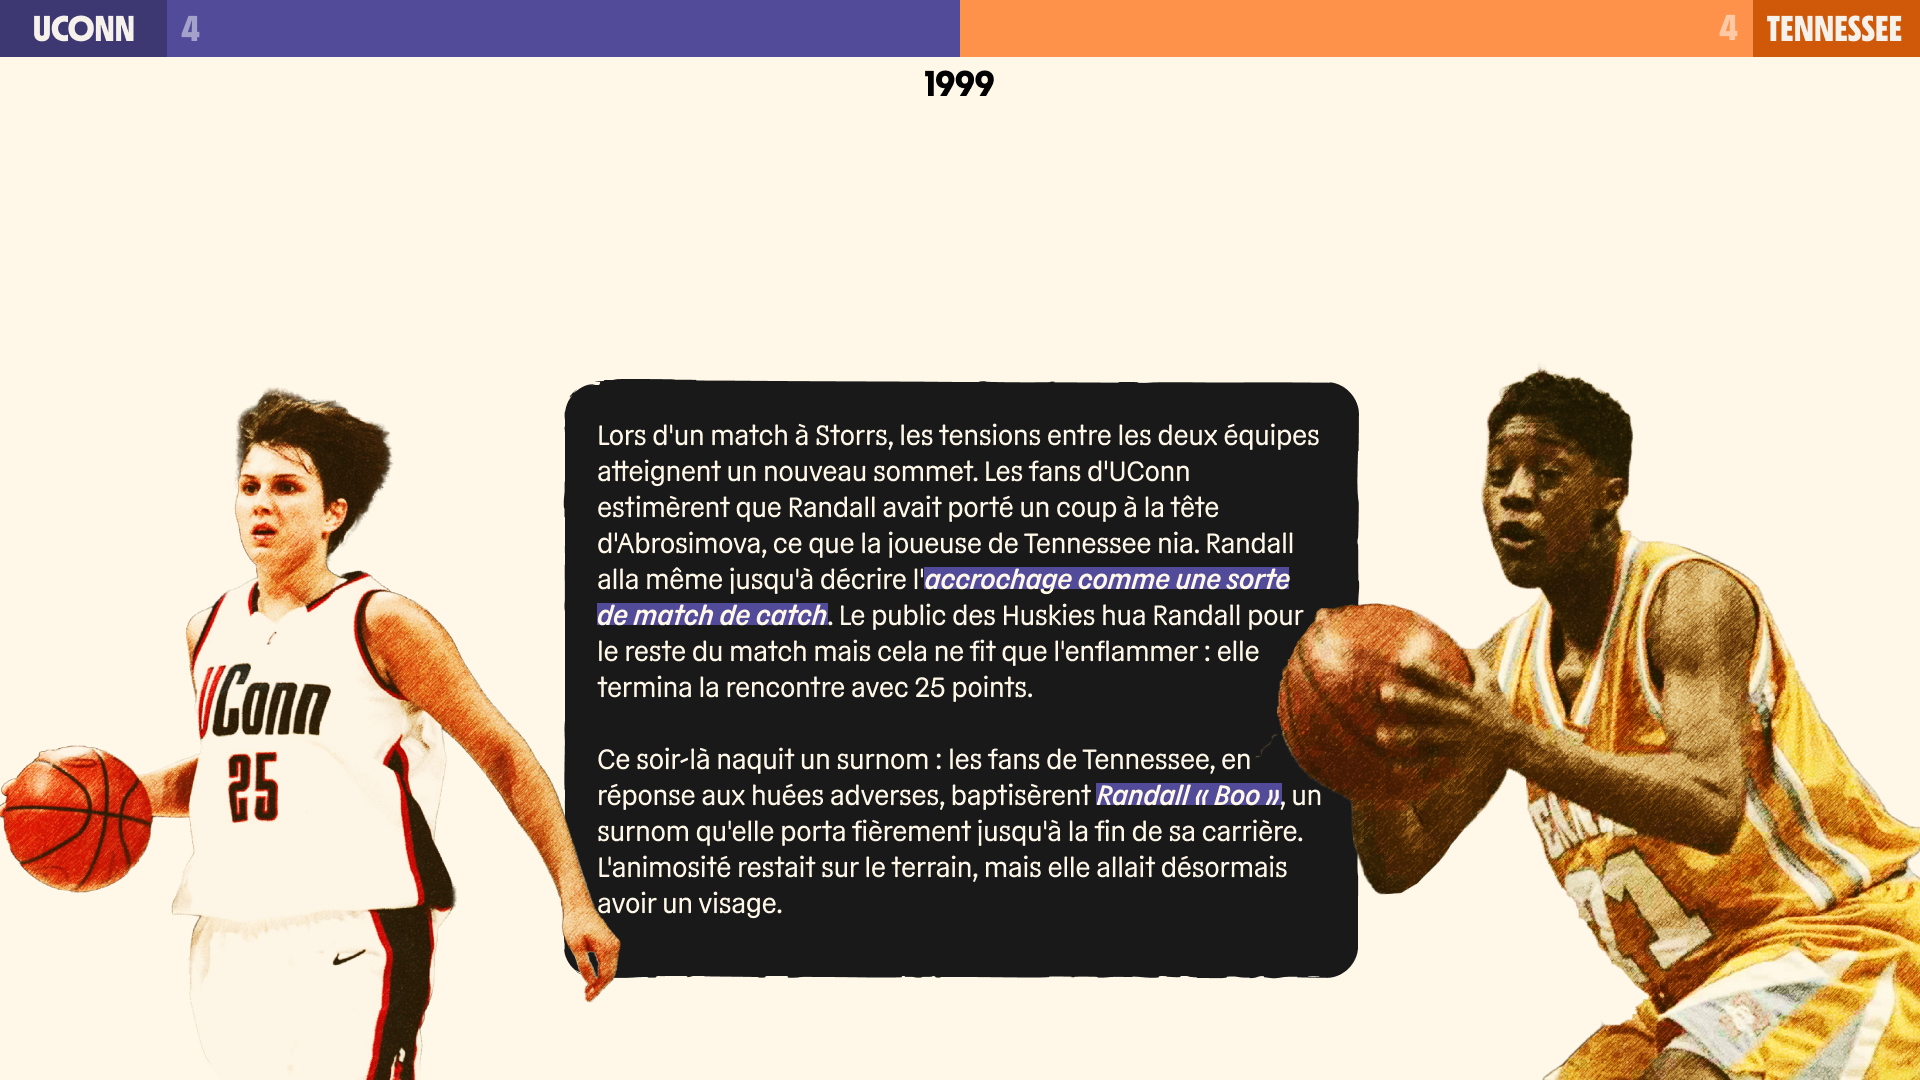 UCONN 4
4 TENNESSEE
1999
Lors d'un match à Storrs, les tensions entre les deux équipes
atteignent un nouveau sommet. Les fans d'UConn
estimèrent que Randall avait porté un coup à la tête
d'Abrosimova, ce que la joueuse de Tennessee nia. Randall
alla même jusqu'à décrire l'accrochage comme une sorte
de match de catch. Le public des Huskies hua Randall pour
le reste du match mais cela ne fit que l'enflammer : elle
termina la rencontre avec 25 points.
Ce soir-là naquit un surnom : les fans de Tennessee, en
réponse aux huées adverses, baptisèrent Randall « Boo », un
surnom qu'elle porta fièrement jusqu'à la fin de sa carrière.
L'animosité restait sur le terrain, mais elle allait désormais
avoir un visage.
UConn
25